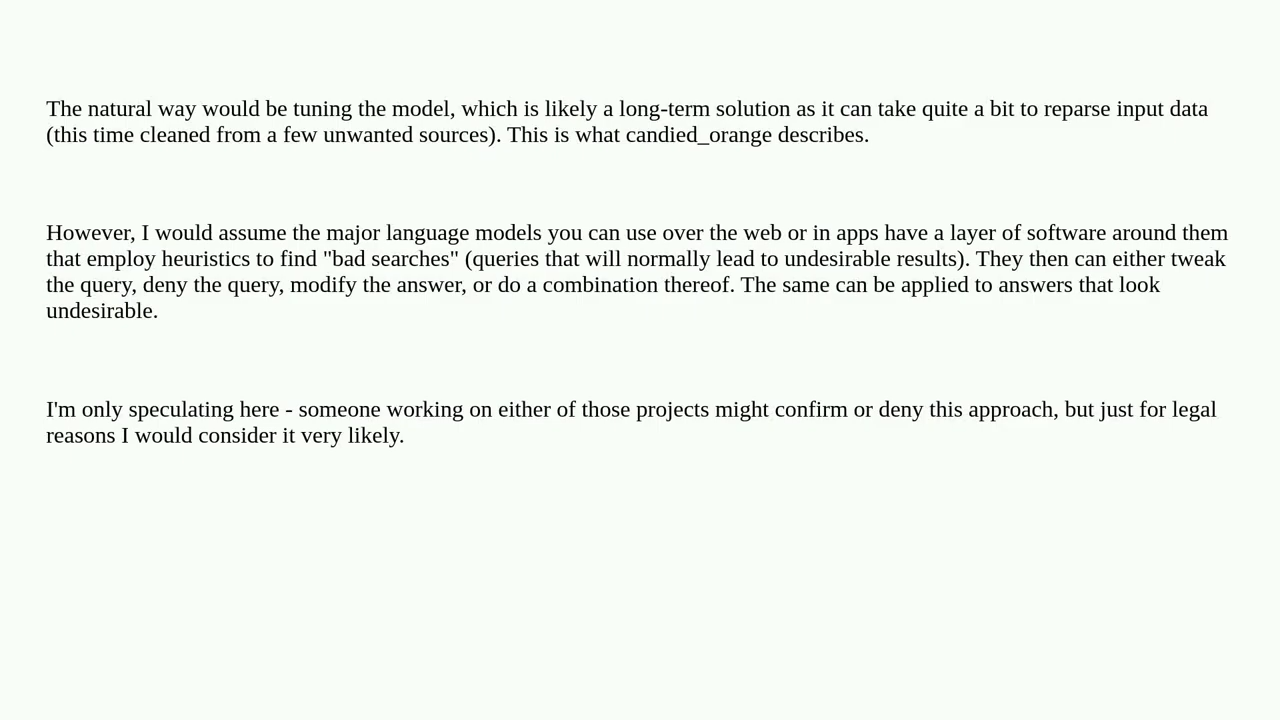 The natural way would be tuning the model, which is likely a long-term solution as it can take quite a bit to reparse input data
(this time cleaned from a few unwanted sources). This is what candied_orange describes.
However, I would assume the major language models you can use over the web or in apps have a layer of software around them
that employ heuristics to find "bad searches" (queries that will normally lead to undesirable results). They then can either tweak
the query, deny the query, modify the answer, or do a combination thereof. The same can be applied to answers that look
undesirable.
I'm only speculating here - someone working on either of those projects might confirm or deny this approach, but just for legal
reasons I would consider it very likely.